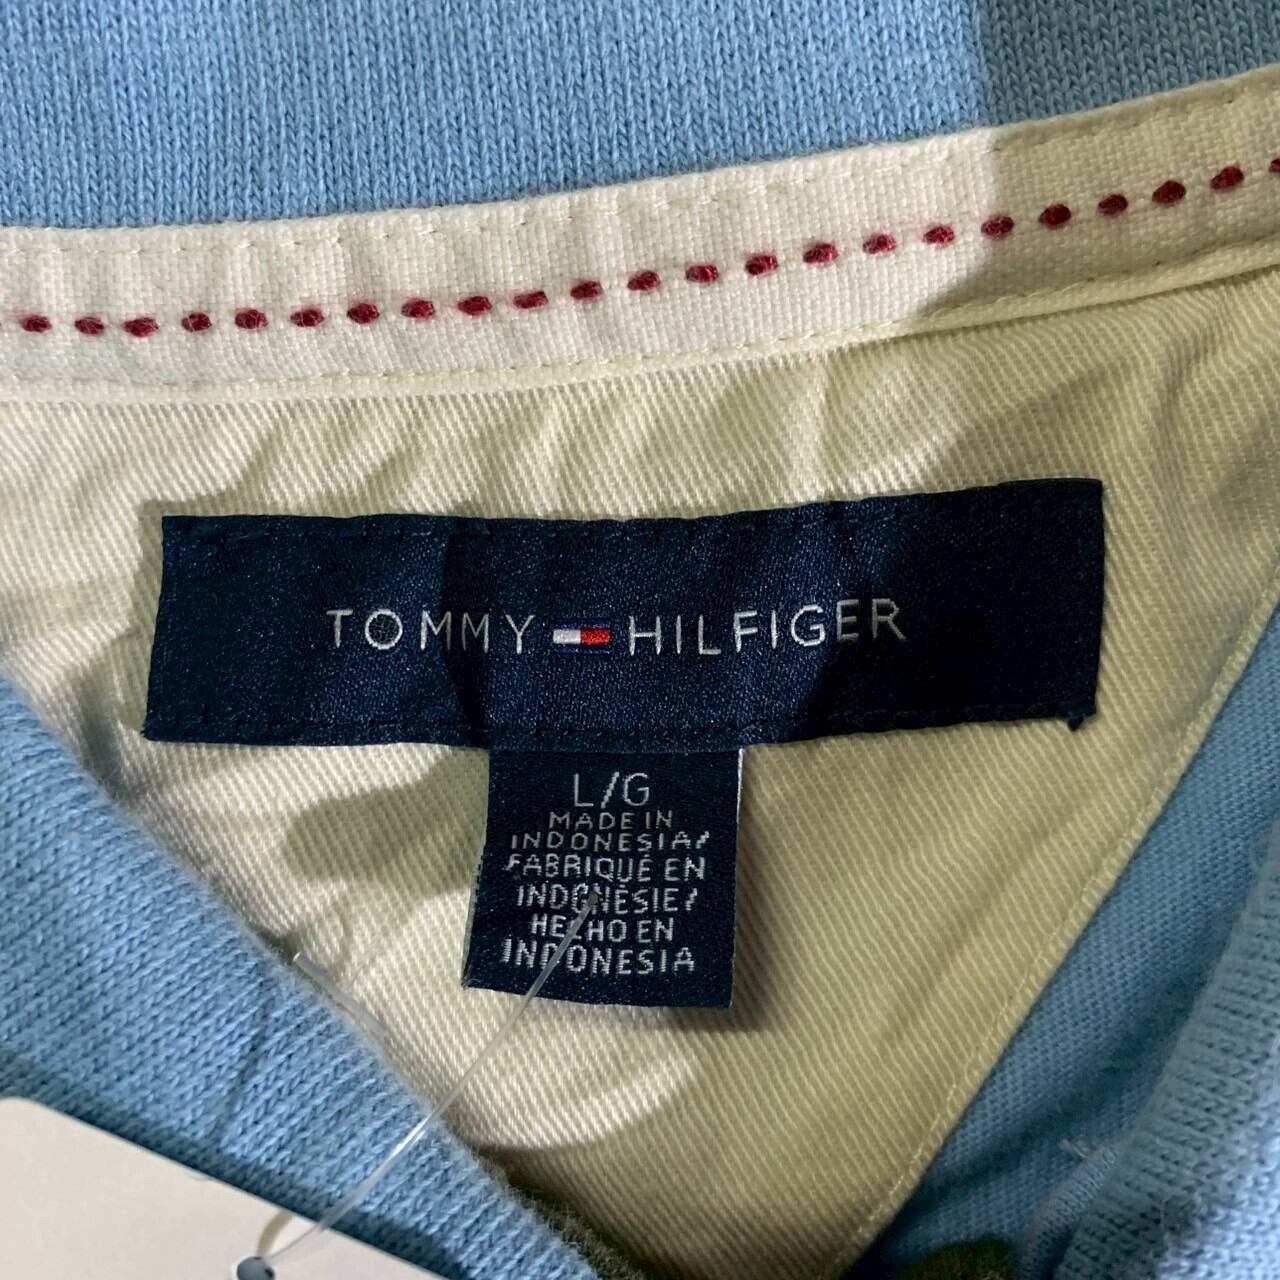 TOMMY HILFIGER
L/G
MADE IN
INDONESIA/
FABRIQUÉ EN
INDONÉSIE/
HECHO EN
INDONESIA